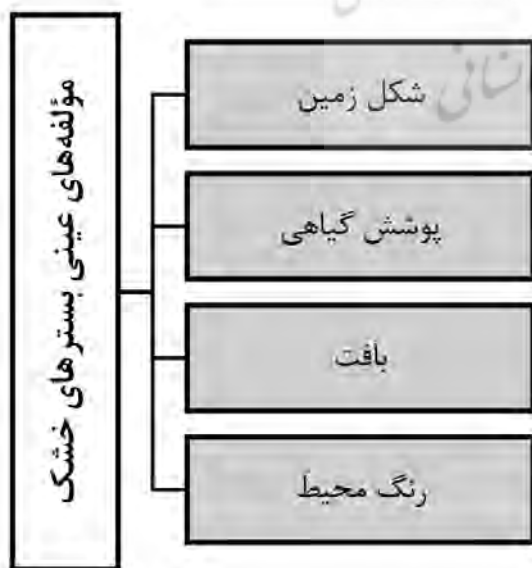 مؤلفه‌های عینی بسترهای خشک
شکل زمین
پوشش گیاهی
بافت
رنگ محیط